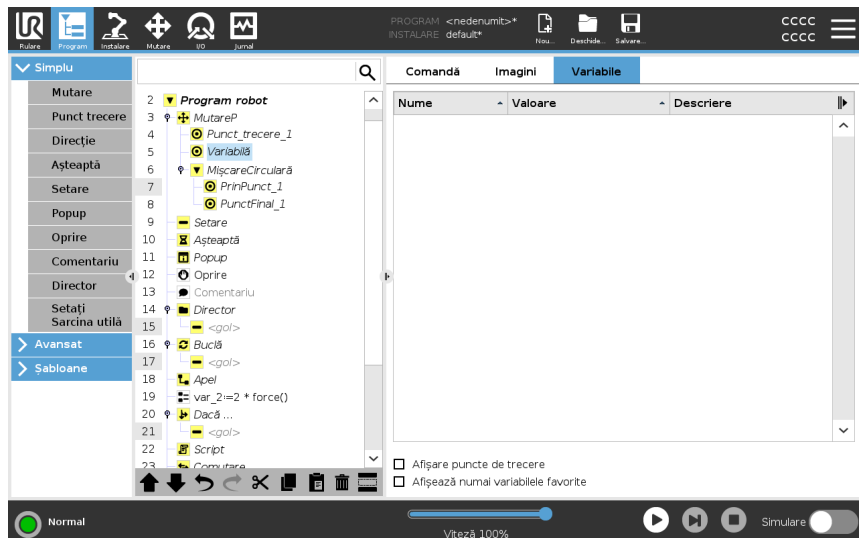 PROGRAM <nedenumit>*
INSTALARE default*
CCCC
CCCC
Rulare Program Instalare Mutare I/O Jurnal Nou... Deschide... Salvare...
Simplu
Mutare
Punct trecere
Direcție
Așteaptă
Setare
Popup
Oprire
Comentariu
Director
Setați
Sarcina utilă
Avansat
Șabloane
2 Program robot
3 MutareP
4 Punct_trecere_1
5 Variabilă
6 MișcareCirculară
7 PrinPunct_1
8 PunctFinal_1
9 Setare
10 Așteaptă
11 Popup
12 Oprire
13 Comentariu
14 Director
15 <gol>
16 Buclă
17 <gol>
18 Apel
19 var_2:=2 * force()
20 Dacă ...
21 <gol>
22 Script
23 Comutare
Comandă Imagini Variabile
Nume Valoare Descriere
Afișare puncte de trecere
Afișează numai variabilele favorite
Normal
Viteză 100%
Simulare